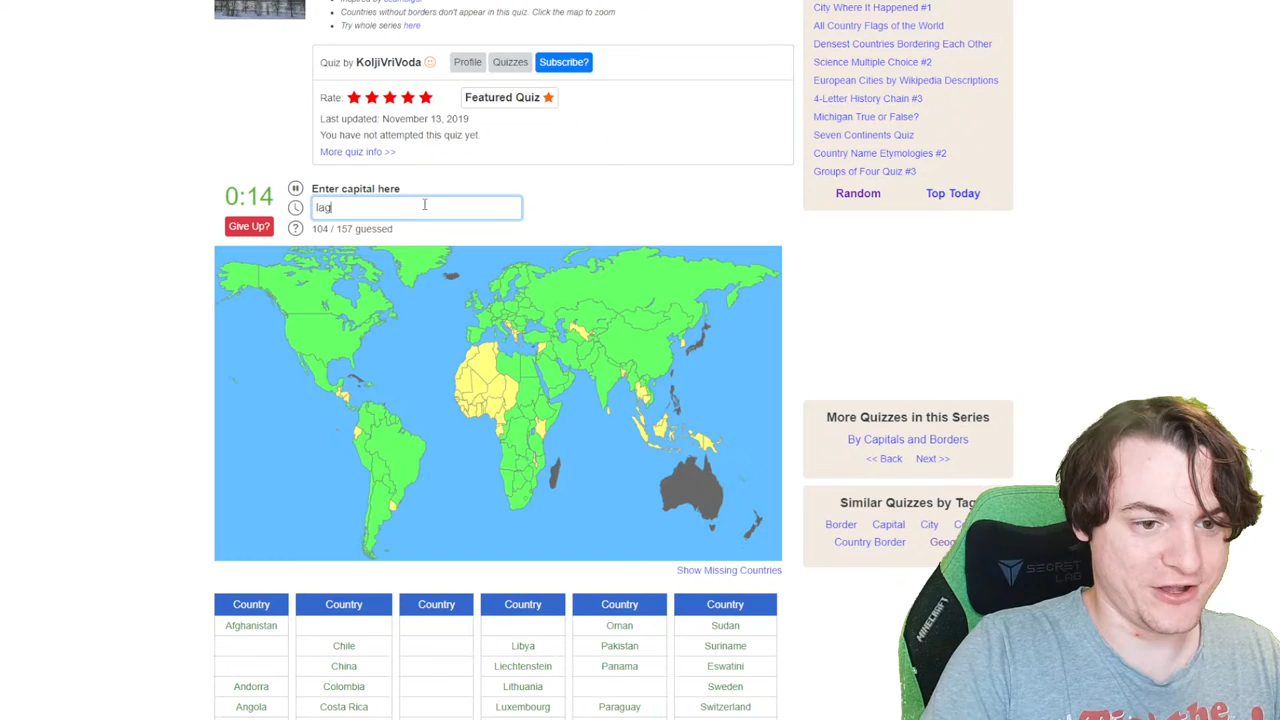 Countries without borders don't appear in this quiz. Click the map to zoom
Try whole series here
Quiz by KoljiVriVoda
Profile
Quizzes
Subscribe?
Rate:
Featured Quiz
Last updated: November 13, 2019
You have not attempted this quiz yet.
More quiz info >>
0:14
Give Up?
Enter capital here
lag
104 / 157 guessed
Show Missing Countries
Country Country Country Country Country Country
Afghanistan Oman Sudan
Chile Libya Pakistan Suriname
China Liechtenstein Panama Eswatini
Andorra Colombia Lithuania Sweden
Angola Costa Rica Luxembourg Paraguay Switzerland
City Where It Happened #1
All Country Flags of the World
Densest Countries Bordering Each Other
Science Multiple Choice #2
European Cities by Wikipedia Descriptions
4-Letter History Chain #3
Michigan True or False?
Seven Continents Quiz
Country Name Etymologies #2
Groups of Four Quiz #3
Random
Top Today
More Quizzes in this Series
By Capitals and Borders
<< Back
Next >>
Similar Quizzes by Tag
Border
Capital
City
Country Border
SECRET
LAB
MINECRAFT